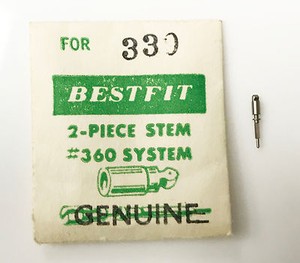 FOR 330
BESTFIT
2-PIECE STEM
#360 SYSTEM
GENUINE